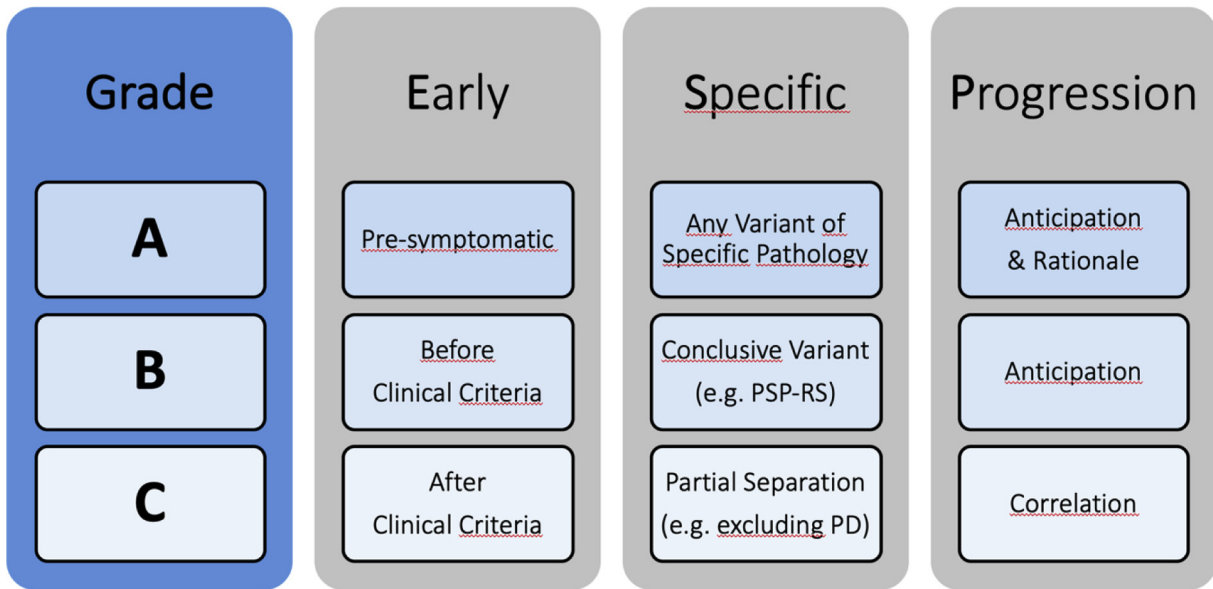 Grade
Early
Specific
Progression
A
Pre-symptomatic
Any Variant of
Specific Pathology
Anticipation
& Rationale
B
Before
Clinical Criteria
Conclusive Variant
(e.g. PSP-RS)
Anticipation
C
After
Clinical Criteria
Partial Separation
(e.g. excluding PD)
Correlation